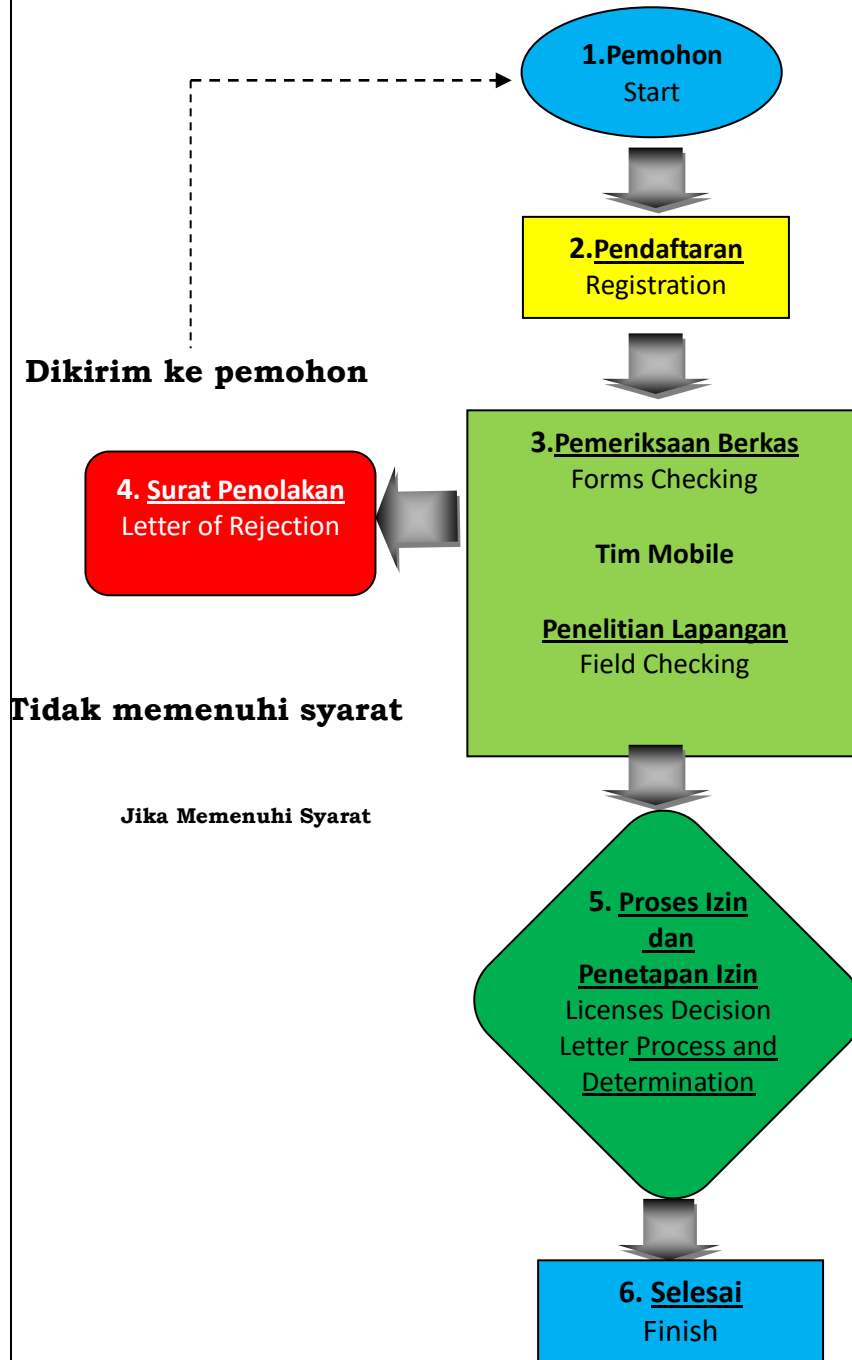 1.Pemohon
Start
2.Pendaftaran
Registration
Dikirim ke pemohon
3.Pemeriksaan Berkas
Forms Checking
Tim Mobile
Penelitian Lapangan
Field Checking
4. Surat Penolakan
Letter of Rejection
Tidak memenuhi syarat
Jika Memenuhi Syarat
5. Proses Izin
dan
Penetapan Izin
Licenses Decision
Letter Process and
Determination
6. Selesai
Finish